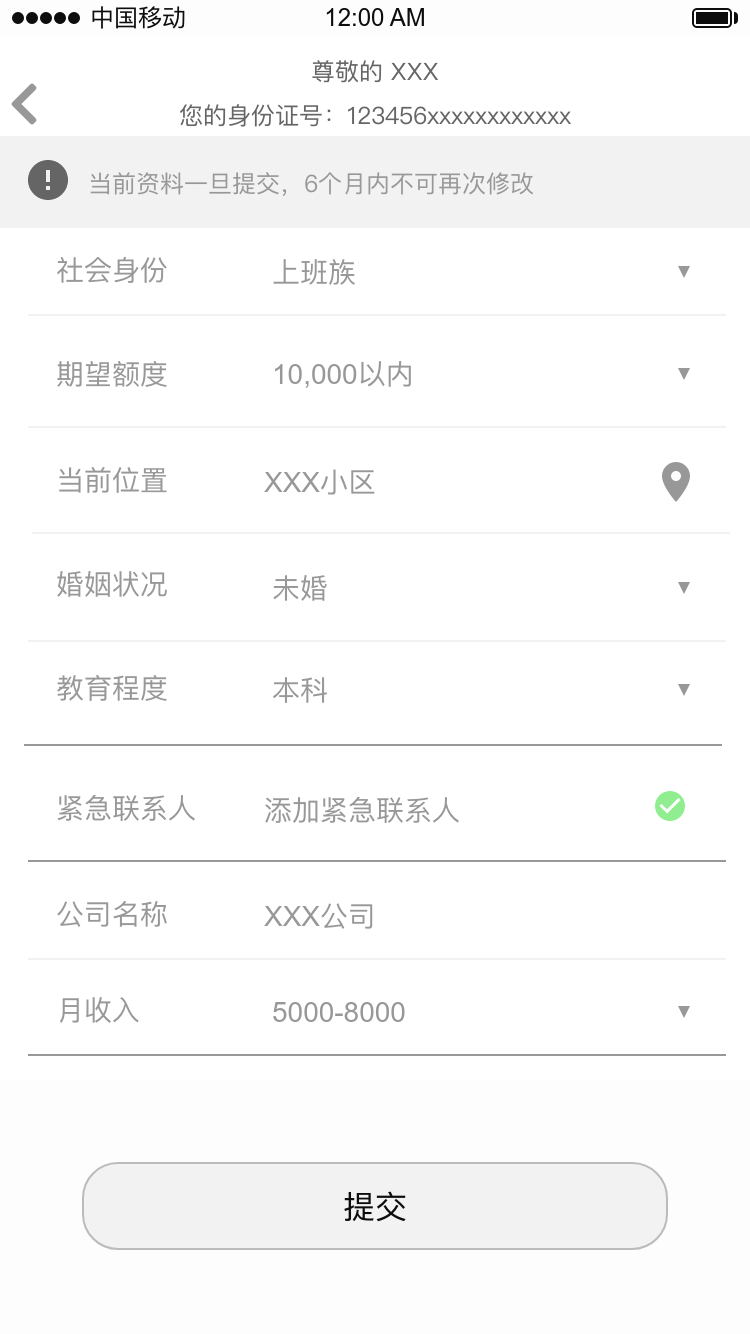 中国移动 12:00 AM
尊敬的 XXX
您的身份证号：123456xxxxxxxxxxxx
当前资料一旦提交，6个月内不可再次修改
社会身份 上班族
期望额度 10,000以内
当前位置 XXX小区
婚姻状况 未婚
教育程度 本科
紧急联系人 添加紧急联系人
公司名称 XXX公司
月收入 5000-8000
提交